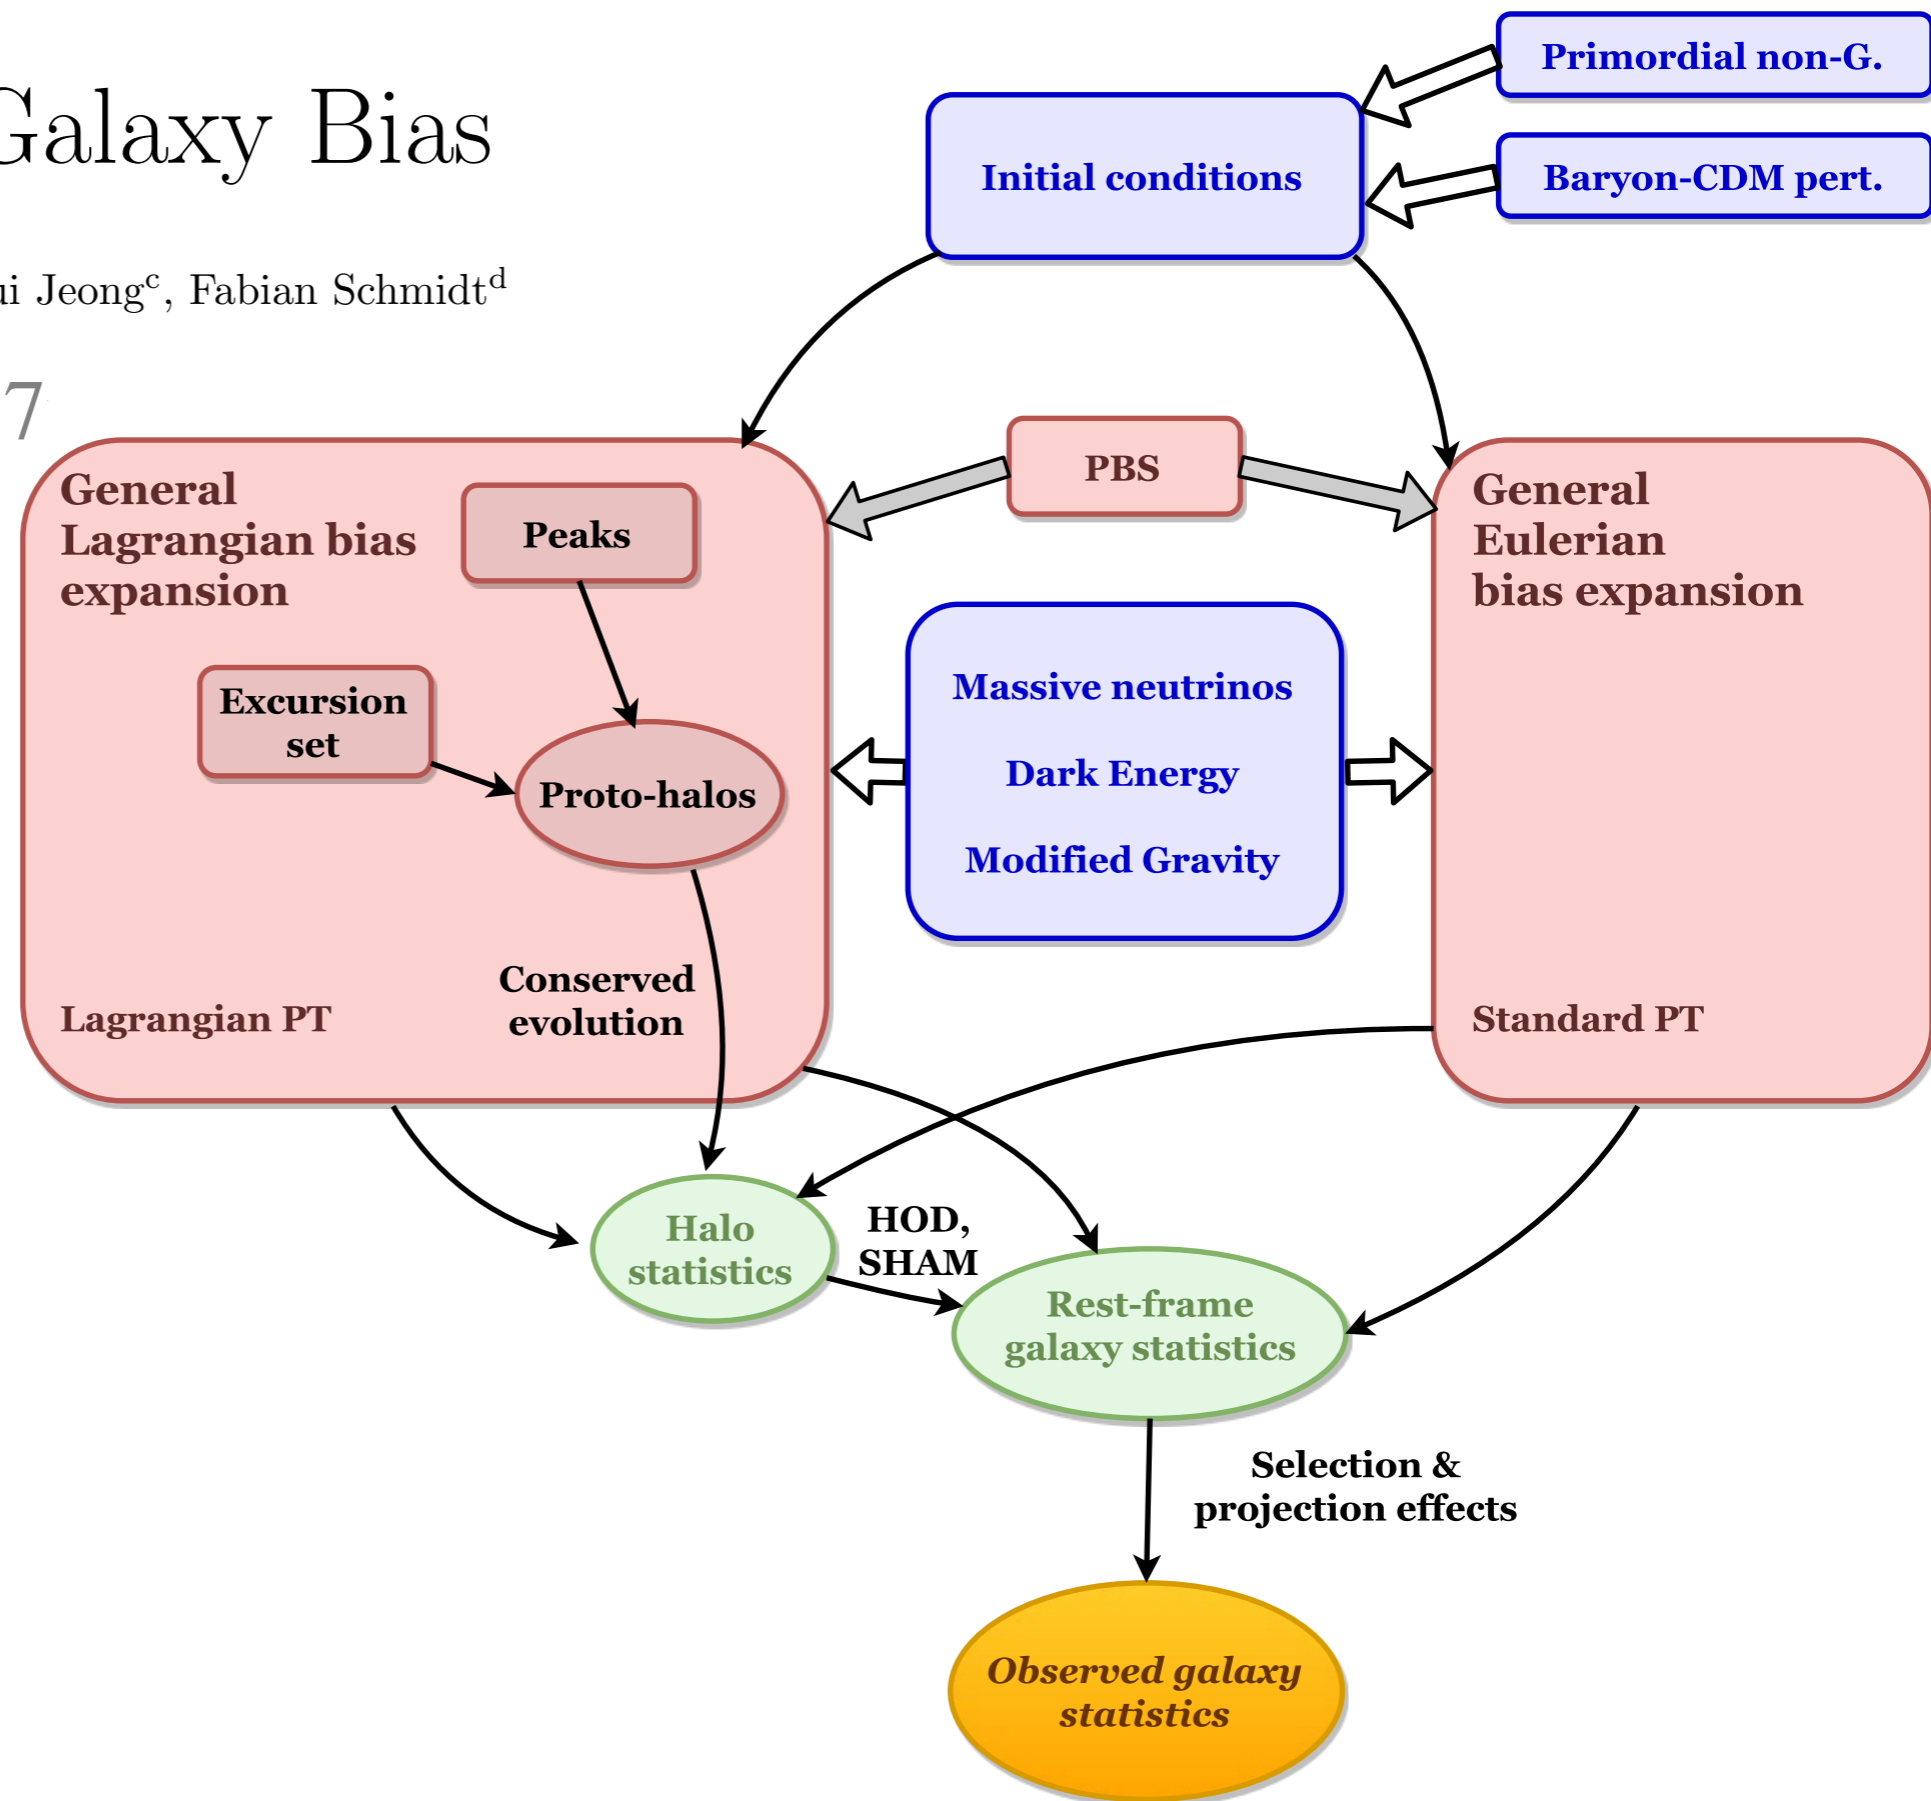 Galaxy Bias
Jeongᶜ, Fabian Schmidtᵈ
7
Primordial non-G.
Baryon-CDM pert.
Initial conditions
PBS
General
Lagrangian bias
expansion
Peaks
Excursion
set
Proto-halos
Conserved
evolution
Lagrangian PT
Massive neutrinos
Dark Energy
Modified Gravity
General
Eulerian
bias expansion
Standard PT
Halo
statistics
HOD,
SHAM
Rest-frame
galaxy statistics
Selection &
projection effects
Observed galaxy
statistics